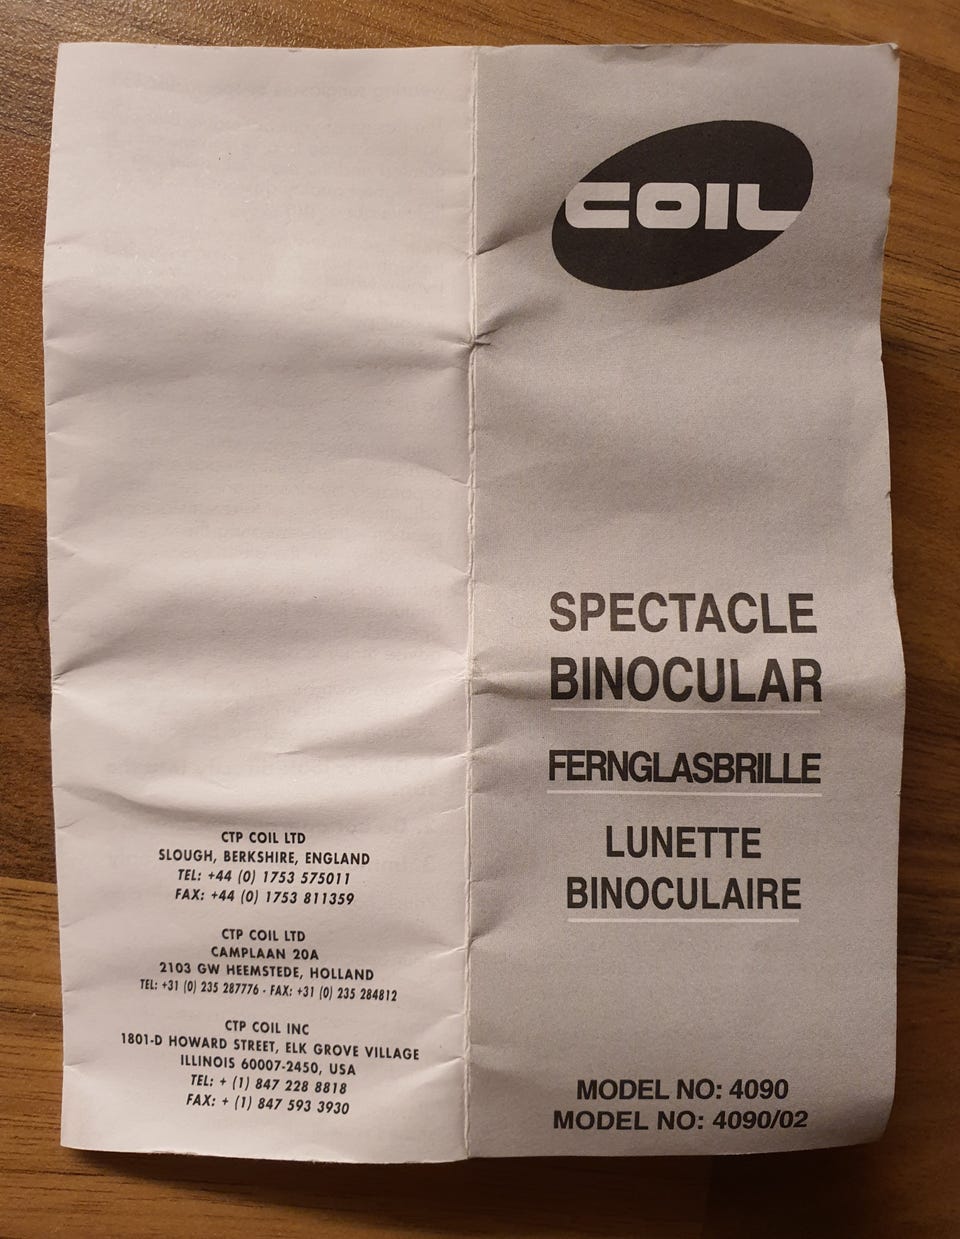 CTP COIL LTD
SLOUGH, BERKSHIRE, ENGLAND
TEL: +44 (0) 1753 575011
FAX: +44 (0) 1753 811359
CTP COIL LTD
CAMPLAAN 20A
2103 GW HEEMSTEDE, HOLLAND
TEL: +31 (0) 235 287776 - FAX: +31 (0) 235 284812
CTP COIL INC
1801-D HOWARD STREET, ELK GROVE VILLAGE
ILLINOIS 60007-2450, USA
TEL: + (1) 847 228 8818
FAX: + (1) 847 593 3930
COIL
SPECTACLE
BINOCULAR
FERNGLASBRILLE
LUNETTE
BINOCULAIRE
MODEL NO: 4090
MODEL NO: 4090/02